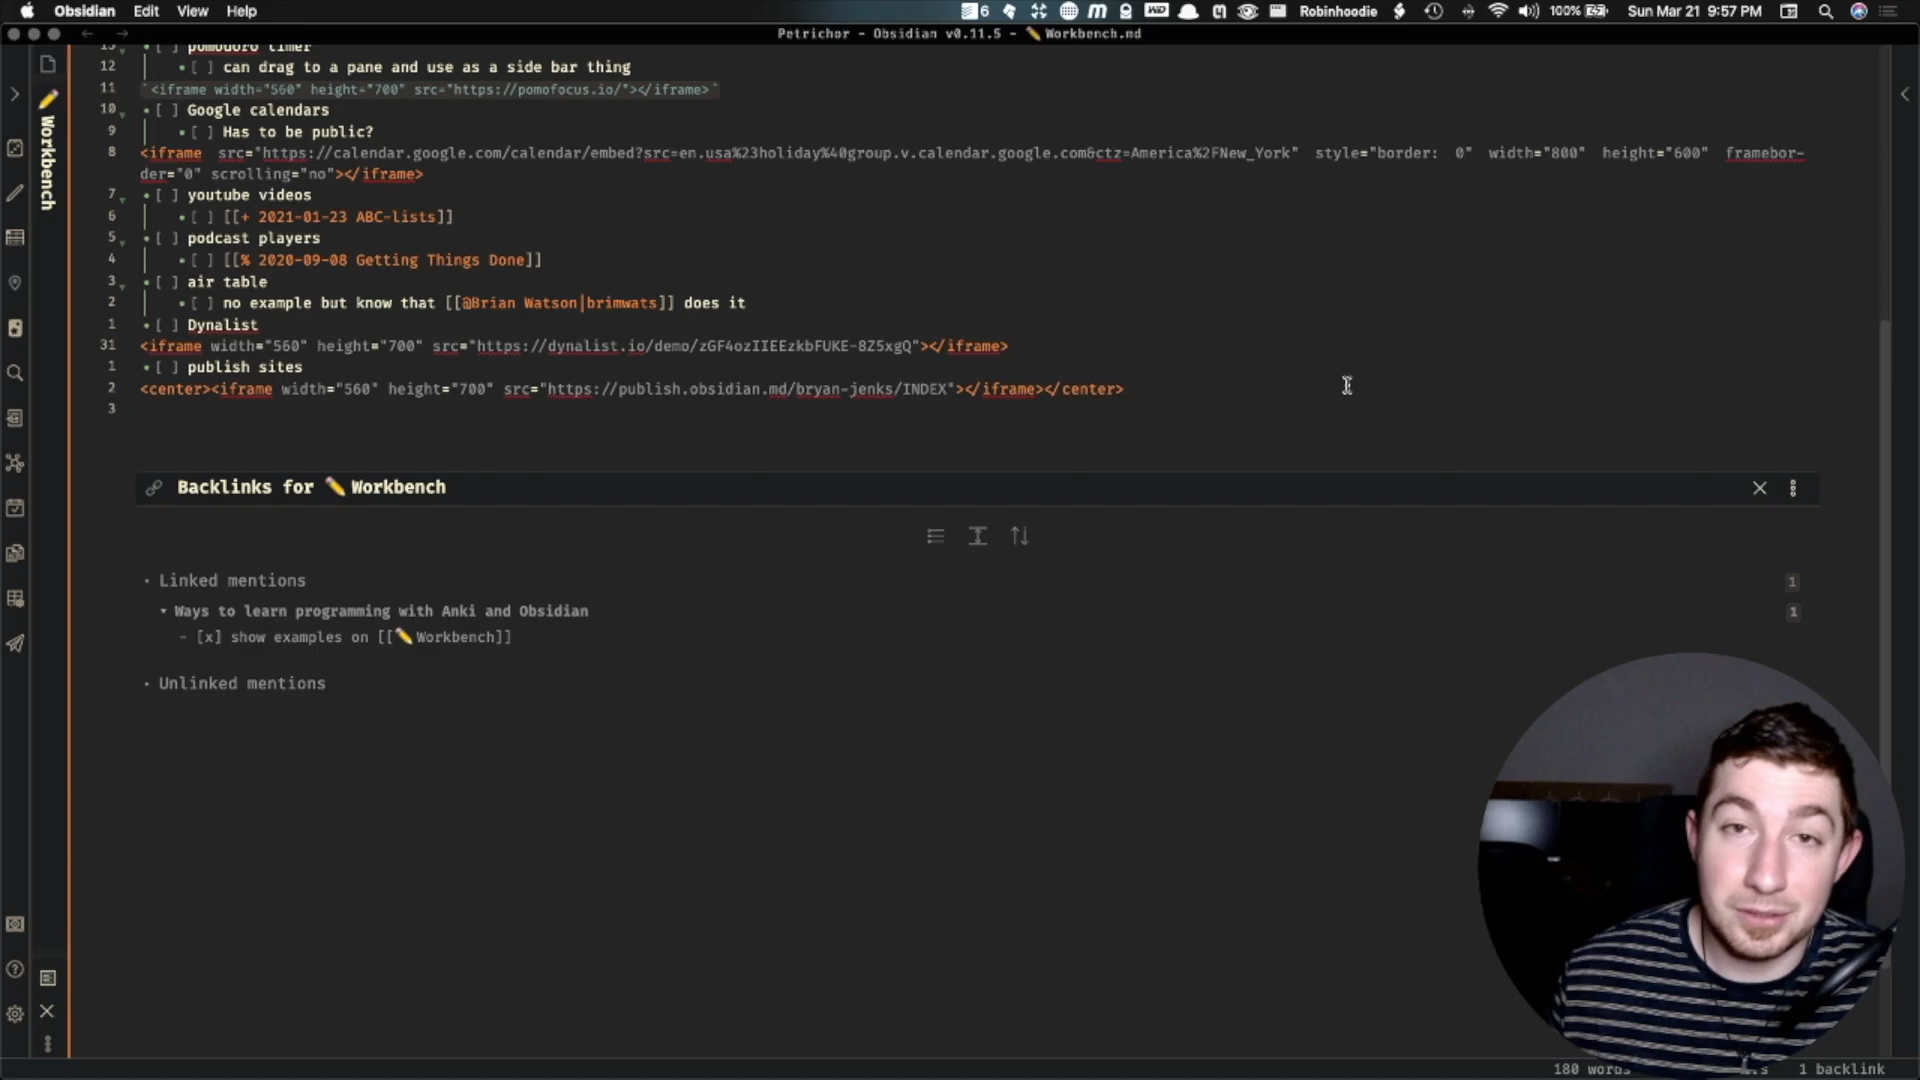 Obsidian Edit View Help
6
Robinhoodie
100%
Sun Mar 21 9:57 PM
Petrichor - Obsidian v0.11.5 - ✏️Workbench.md
✏️ Workbench
13 • [ ] pomodoro timer
12 • [ ] can drag to a pane and use as a side bar thing
11 `<iframe width="560" height="700" src="https://pomofocus.io/"></iframe>`
10 • [ ] Google calendars
9 • [ ] Has to be public?
8 <iframe src="https://calendar.google.com/calendar/embed?src=en.usa%23holiday%40group.v.calendar.google.com&ctz=America%2FNew_York" style="border: 0" width="800" height="600" framebor-
der="0" scrolling="no"></iframe>
7 • [ ] youtube videos
6 • [ ] [[+ 2021-01-23 ABC-lists]]
5 • [ ] podcast players
4 • [ ] [[% 2020-09-08 Getting Things Done]]
3 • [ ] air table
2 • [ ] no example but know that [[@Brian Watson|brimwats]] does it
1 • [ ] Dynalist
31 <iframe width="560" height="700" src="https://dynalist.io/demo/zGF4ozIIEEzkbFUKE-8Z5xgQ"></iframe>
1 • [ ] publish sites
2 <center><iframe width="560" height="700" src="https://publish.obsidian.md/bryan-jenks/INDEX"></iframe></center>
3
Backlinks for ✏️ Workbench
Linked mentions 1
Ways to learn programming with Anki and Obsidian 1
- [x] show examples on [[✏️ Workbench]]
Unlinked mentions
180 words
1 backlink